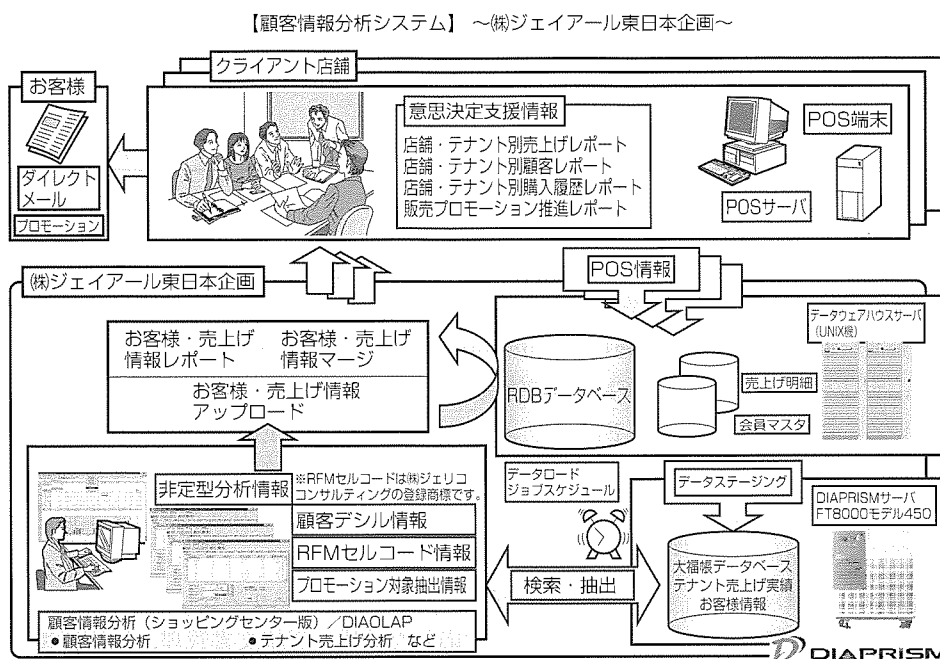 【顧客情報分析システム】 〜㈱ジェイアール東日本企画〜
お客様
ダイレクト
メール
プロモーション
クライアント店舗
意思決定支援情報
店舗・テナント別売上げレポート
店舗・テナント別顧客レポート
店舗・テナント別購入履歴レポート
販売プロモーション推進レポート
POS端末
POSサーバ
㈱ジェイアール東日本企画
POS情報
お客様・売上げ
情報レポート
お客様・売上げ
情報マージ
お客様・売上げ情報
アップロード
RDBデータベース
データウェアハウスサーバ
(UNIX機)
売上げ明細
会員マスタ
非定型分析情報
※RFMセルコードは㈱ジェリコ
コンサルティングの登録商標です。
顧客デシル情報
RFMセルコード情報
プロモーション対象抽出情報
顧客情報分析（ショッピングセンター版）／DIAOLAP
●顧客情報分析 ●テナント売上げ分析 など
検索・抽出
データロード
ジョブスケジュール
データステージング
大福帳データベース
テナント売上げ実績
お客様情報
DIAPRISMサーバ
FT8000モデル450
DIAPRISM